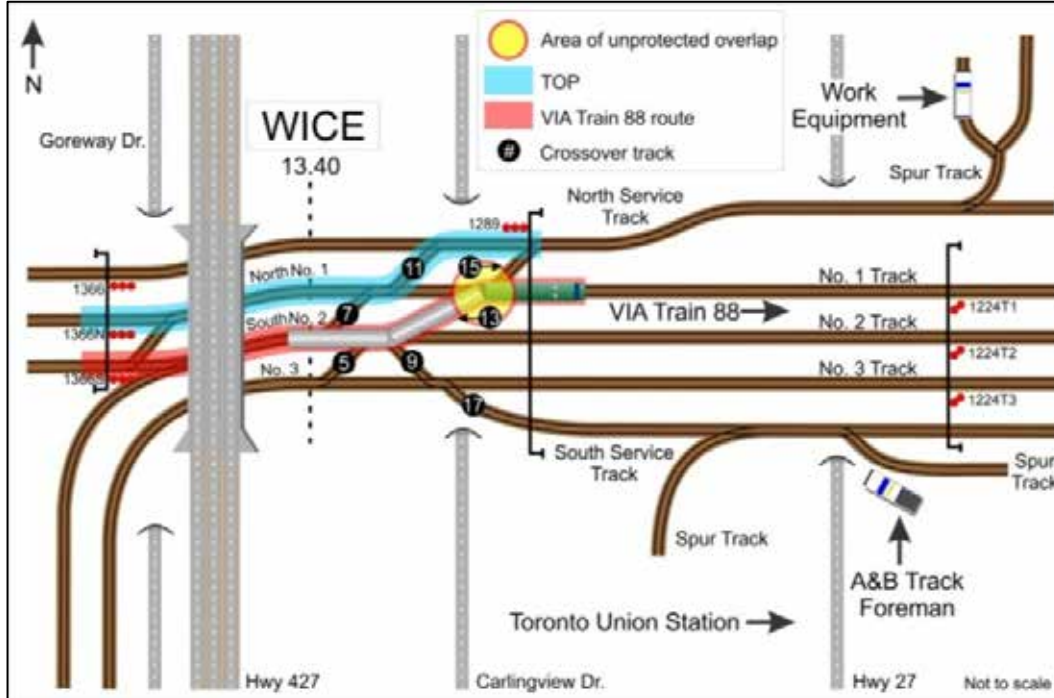 N
Goreway Dr.
WICE
13.40
Area of unprotected overlap
TOP
VIA Train 88 route
#
Crossover track
Work
Equipment
Spur Track
North Service
Track
1289
1366
North No. 1
11
15
No. 1 Track
VIA Train 88
1224T1
1366N
South No. 2
7
13
No. 2 Track
1224T2
1366S
No. 3
5
9
No. 3 Track
17
1224T3
South Service
Track
Spur
Track
Spur Track
A&B Track
Foreman
Toronto Union Station
Hwy 427
Carlingview Dr.
Hwy 27
Not to scale